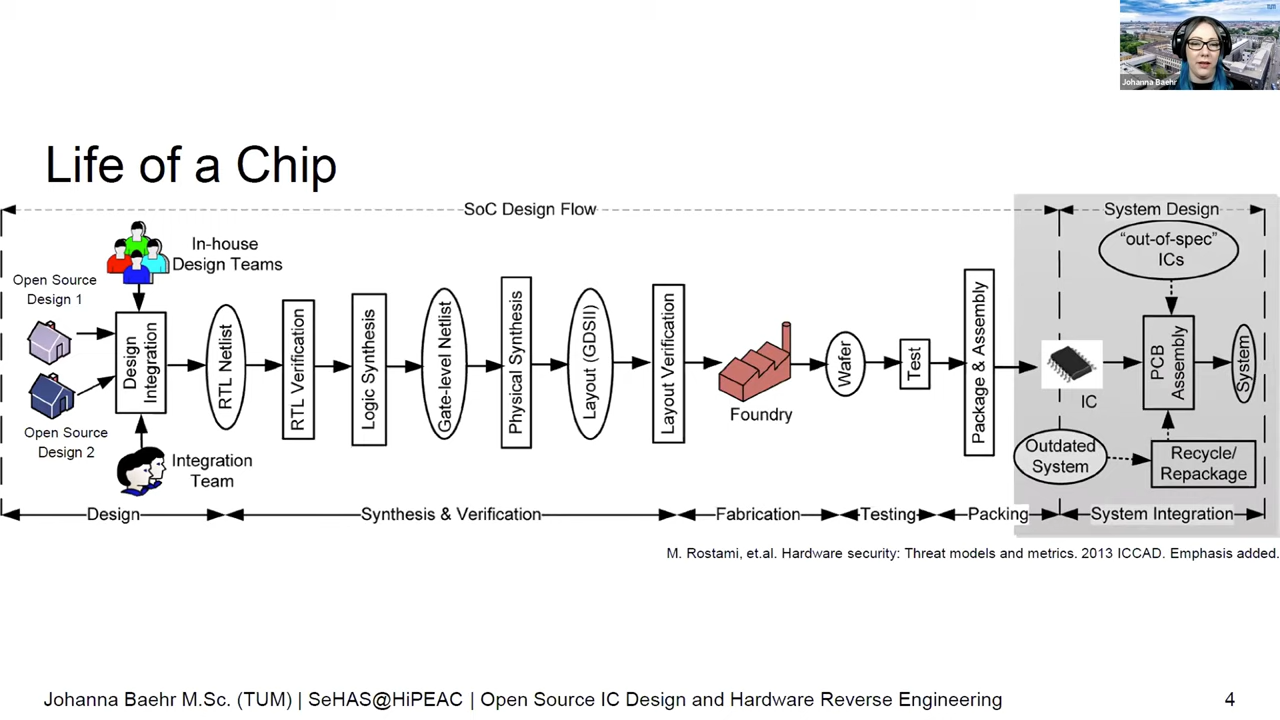 TUM
Johanna Baehr
Life of a Chip
SoC Design Flow
System Design
In-house
Design Teams
"out-of-spec"
ICs
Open Source
Design 1
Design
Integration
RTL Netlist
RTL Verification
Logic Synthesis
Gate-level Netlist
Physical Synthesis
Layout (GDSII)
Layout Verification
Foundry
Wafer
Test
Package & Assembly
IC
PCB
Assembly
System
Open Source
Design 2
Integration
Team
Outdated
System
Recycle/
Repackage
Design
Synthesis & Verification
Fabrication
Testing
Packing
System Integration
M. Rostami, et.al. Hardware security: Threat models and metrics. 2013 ICCAD. Emphasis added.
Johanna Baehr M.Sc. (TUM) | SeHAS@HiPEAC | Open Source IC Design and Hardware Reverse Engineering
4